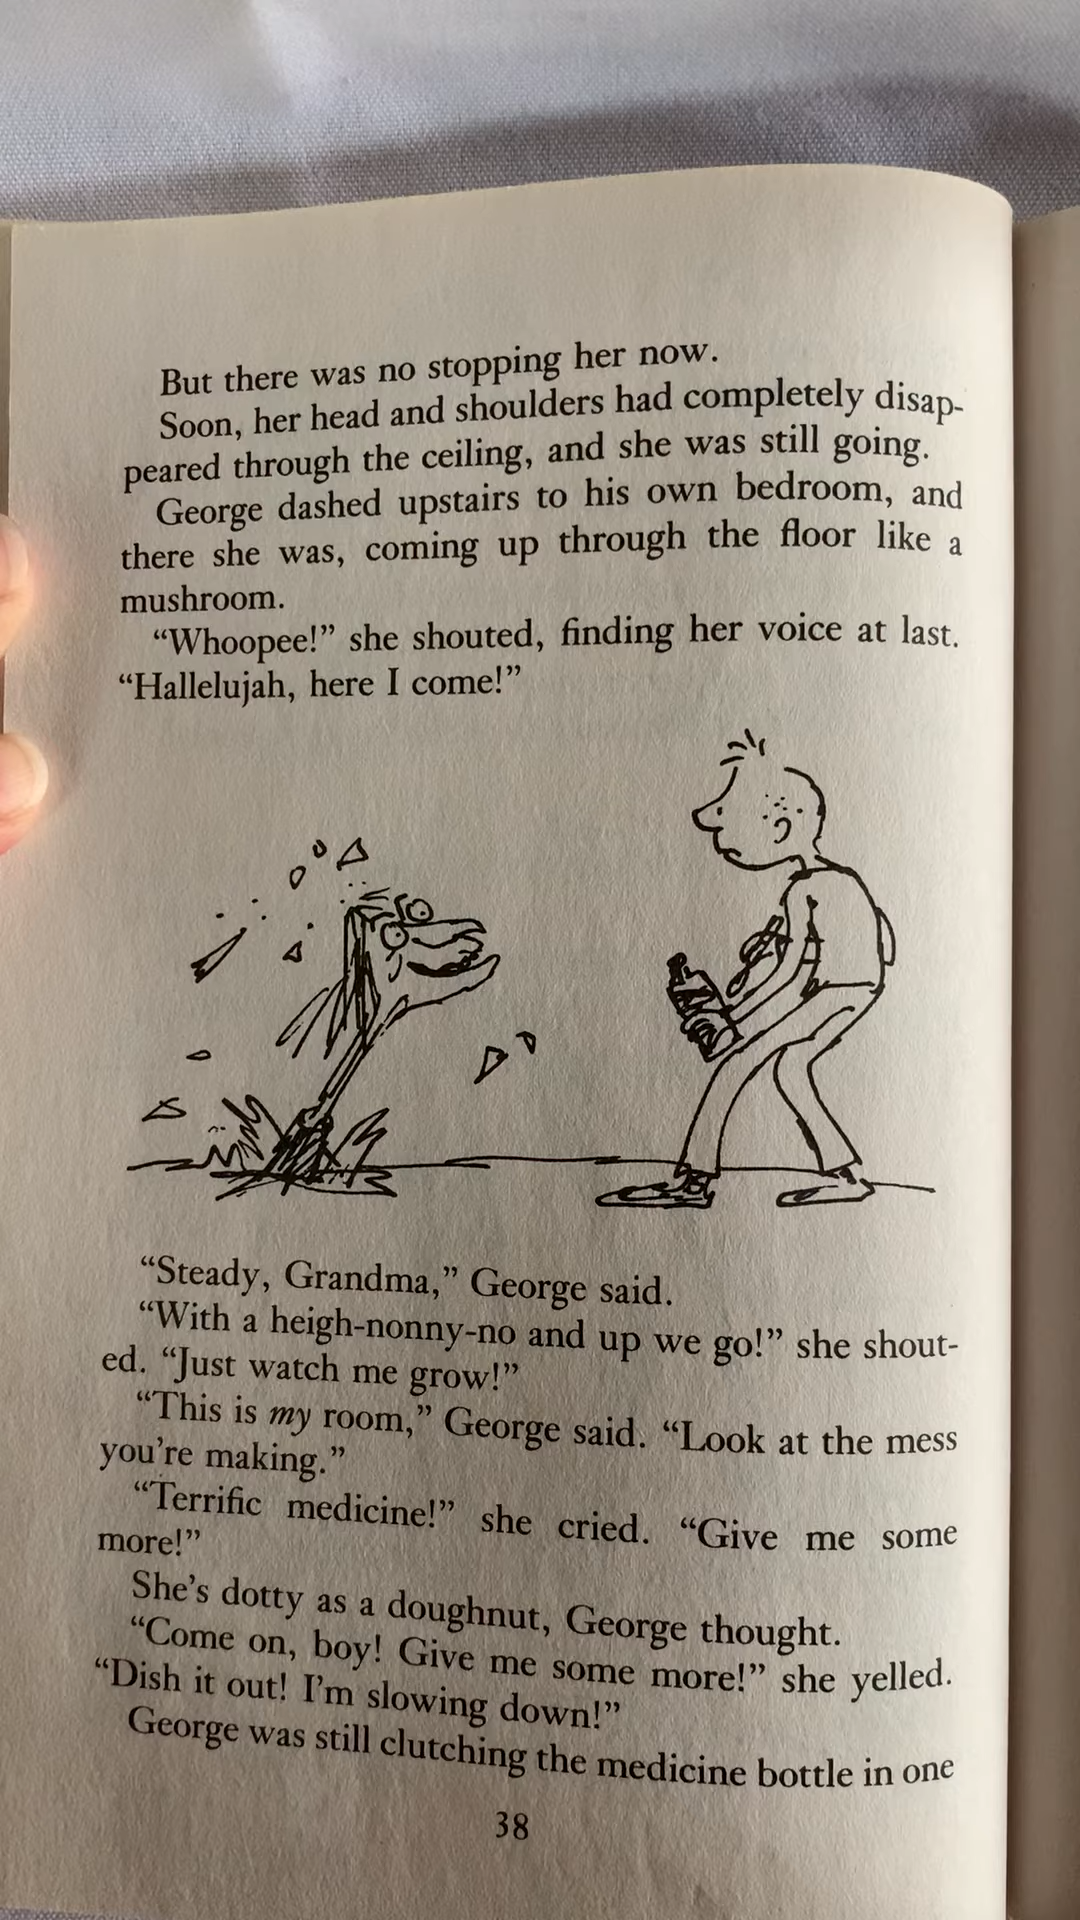 But there was no stopping her now.
Soon, her head and shoulders had completely disap-
peared through the ceiling, and she was still going.
George dashed upstairs to his own bedroom, and
there she was, coming up through the floor like a
mushroom.
“Whoopee!” she shouted, finding her voice at last.
“Hallelujah, here I come!”
“Steady, Grandma,” George said.
“With a heigh-nonny-no and up we go!” she shout-
ed. “Just watch me grow!”
“This is my room,” George said. “Look at the mess
you’re making.”
“Terrific medicine!” she cried. “Give me some
more!”
She’s dotty as a doughnut, George thought.
“Come on, boy! Give me some more!” she yelled.
“Dish it out! I’m slowing down!”
George was still clutching the medicine bottle in one
38